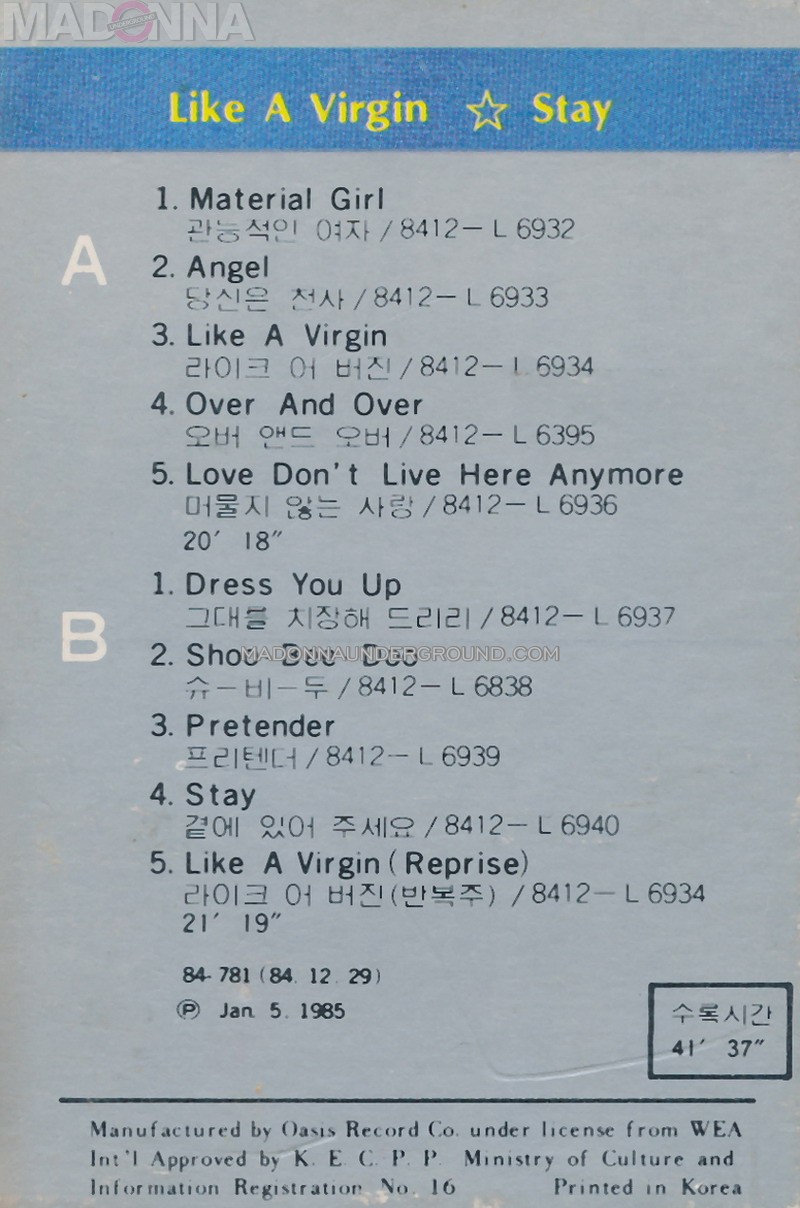 MADONNA
UNDERGROUND
Like A Virgin ☆ Stay
A
1. Material Girl
관능적인 여자 / 8412– L 6932
2. Angel
당신은 천사 / 8412– L 6933
3. Like A Virgin
라이크 어 버진 / 8412– L 6934
4. Over And Over
오버 앤드 오버 / 8412– L 6395
5. Love Don't Live Here Anymore
머물지 않는 사랑 / 8412– L 6936
20′ 18″
B
1. Dress You Up
그대를 치장해 드리리 / 8412– L 6937
2. Shoo Bee Doo
MADONNAUNDERGROUND.COM
슈–비–두 / 8412– L 6838
3. Pretender
프리텐더 / 8412– L 6939
4. Stay
곁에 있어 주세요 / 8412– L 6940
5. Like A Virgin (Reprise)
라이크 어 버진 (반복주) / 8412– L 6934
21′ 19″
84-781 (84. 12. 29)
Ⓟ Jan. 5. 1985
수록시간
41′ 37″
Manufactured by Oasis Record Co. under license from WEA
Int'l Approved by K. E. C. P. P. Ministry of Culture and
Information Registration No. 16 Printed in Korea